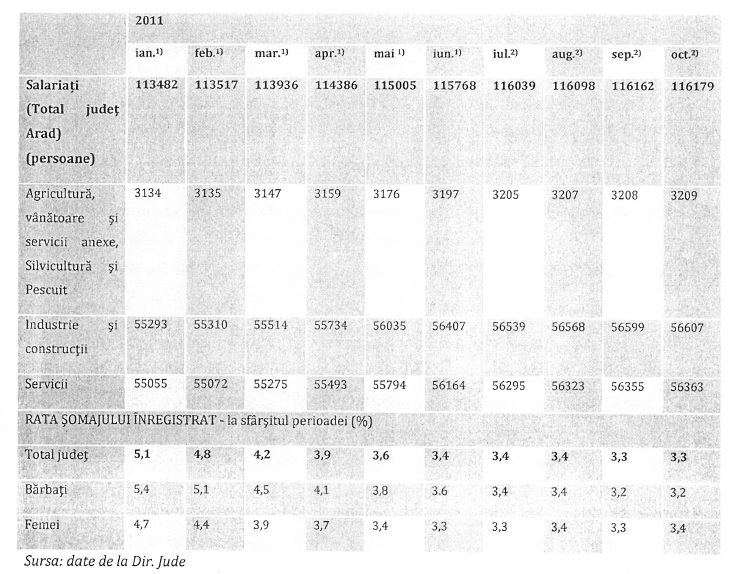 2011
ian.1) feb.1) mar.1) apr.1) mai 1) iun.1) iul.2) aug.2) sep.2) oct.2)
Salariați 113482 113517 113936 114386 115005 115768 116039 116098 116162 116179
(Total județ
Arad)
(persoane)
Agricultură, 3134 3135 3147 3159 3176 3197 3205 3207 3208 3209
vânătoare şi
servicii anexe,
Silvicultură şi
Pescuit
Industrie şi 55293 55310 55514 55734 56035 56407 56539 56568 56599 56607
construcții
Servicii 55055 55072 55275 55493 55794 56164 56295 56323 56355 56363
RATA ŞOMAJULUI ÎNREGISTRAT - la sfârşitul perioadei (%)
Total județ 5,1 4,8 4,2 3,9 3,6 3,4 3,4 3,4 3,3 3,3
Bărbați 5,4 5,1 4,5 4,1 3,8 3.6 3,4 3,4 3,2 3,2
Femei 4,7 4,4 3,9 3,7 3,4 3,3 3,3 3,4 3,3 3,4
Sursa: date de la Dir. Jude